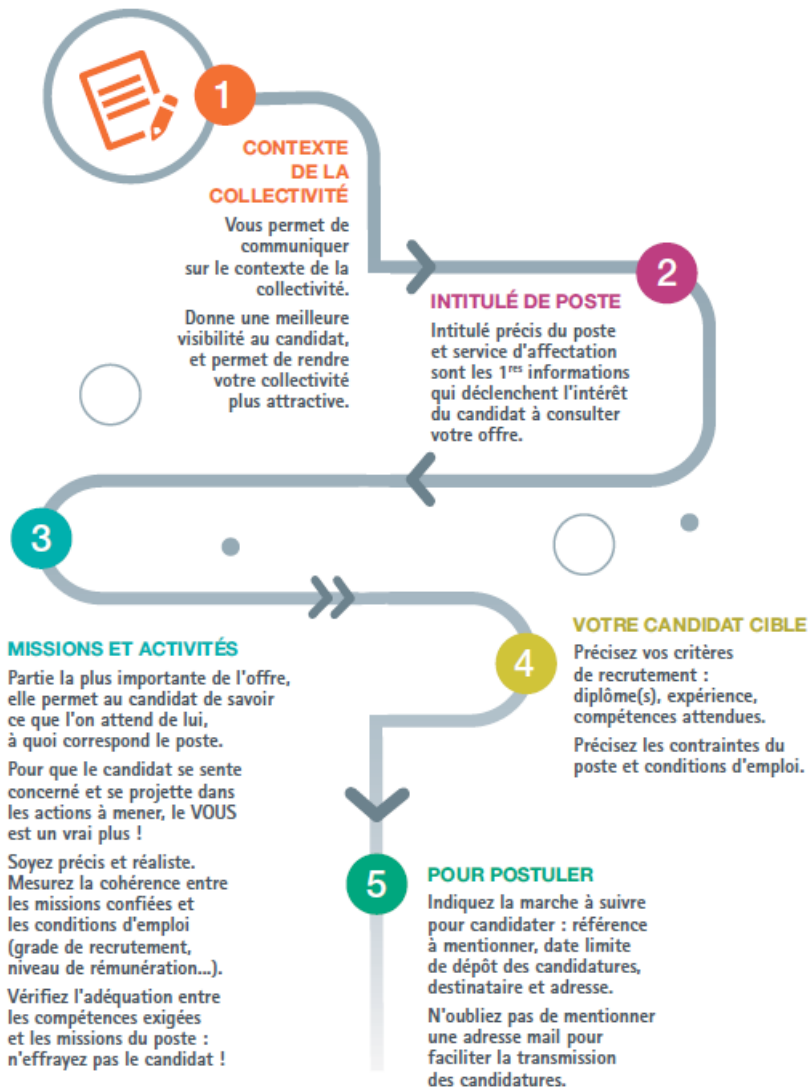 1
CONTEXTE
DE LA
COLLECTIVITÉ
Vous permet de
communiquer
sur le contexte de la
collectivité.
Donne une meilleure
visibilité au candidat,
et permet de rendre
votre collectivité
plus attractive.
2
INTITULÉ DE POSTE
Intitulé précis du poste
et service d'affectation
sont les 1res informations
qui déclenchent l'intérêt
du candidat à consulter
votre offre.
3
MISSIONS ET ACTIVITÉS
Partie la plus importante de l'offre,
elle permet au candidat de savoir
ce que l'on attend de lui,
à quoi correspond le poste.
Pour que le candidat se sente
concerné et se projette dans
les actions à mener, le VOUS
est un vrai plus !
Soyez précis et réaliste.
Mesurez la cohérence entre
les missions confiées et
les conditions d'emploi
(grade de recrutement,
niveau de rémunération...).
Vérifiez l'adéquation entre
les compétences exigées
et les missions du poste :
n'effrayez pas le candidat !
4
VOTRE CANDIDAT CIBLE
Précisez vos critères
de recrutement :
diplôme(s), expérience,
compétences attendues.
Précisez les contraintes du
poste et conditions d'emploi.
5
POUR POSTULER
Indiquez la marche à suivre
pour candidater : référence
à mentionner, date limite
de dépôt des candidatures,
destinataire et adresse.
N'oubliez pas de mentionner
une adresse mail pour
faciliter la transmission
des candidatures.